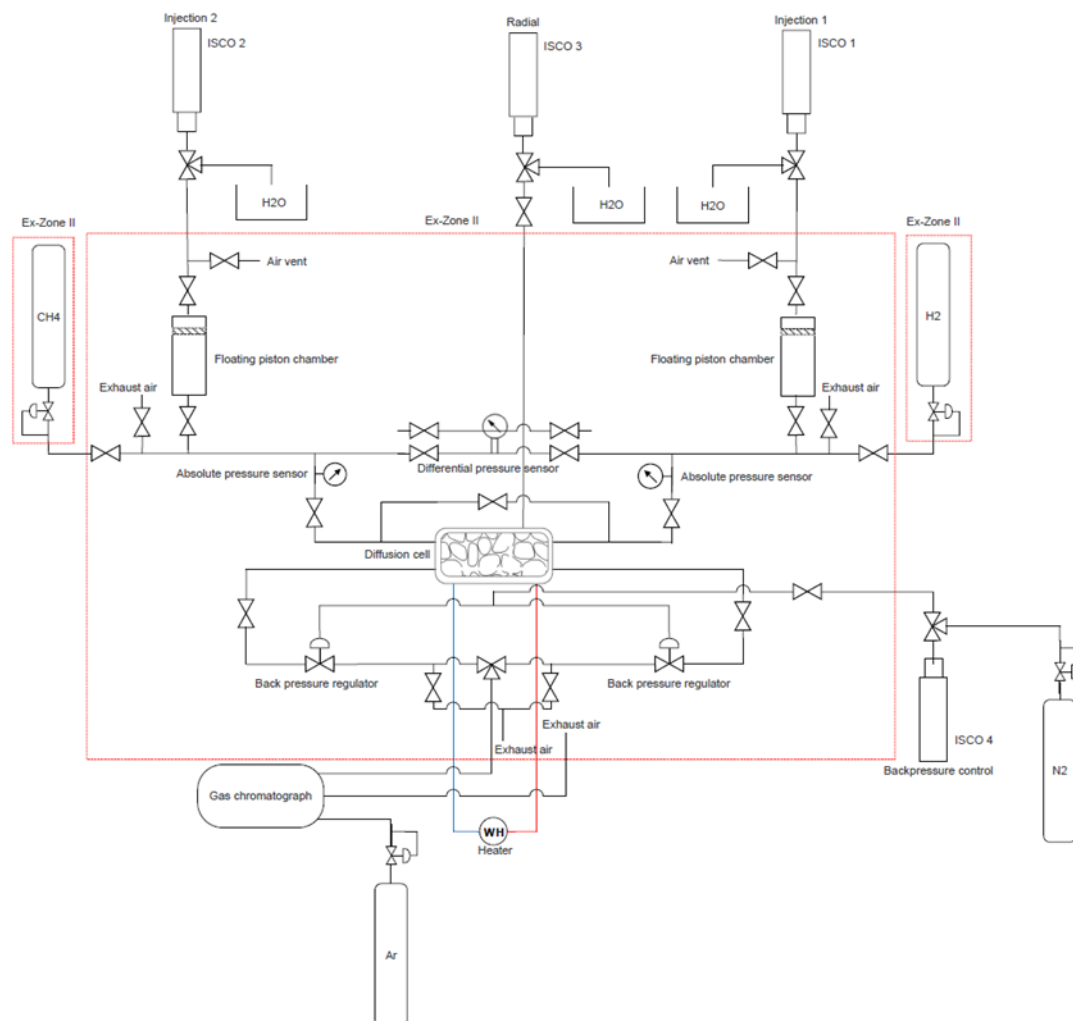 Injection 2
Radial
Injection 1
ISCO 2
ISCO 3
ISCO 1
H2O
H2O
H2O
Ex-Zone II
Ex-Zone II
Ex-Zone II
Air vent
Air vent
CH4
H2
Floating piston chamber
Floating piston chamber
Exhaust air
Exhaust air
Absolute pressure sensor
Differential pressure sensor
Absolute pressure sensor
Diffusion cell
Back pressure regulator
Back pressure regulator
Exhaust air
Exhaust air
ISCO 4
Backpressure control
N2
Gas chromatograph
WH
Heater
Ar